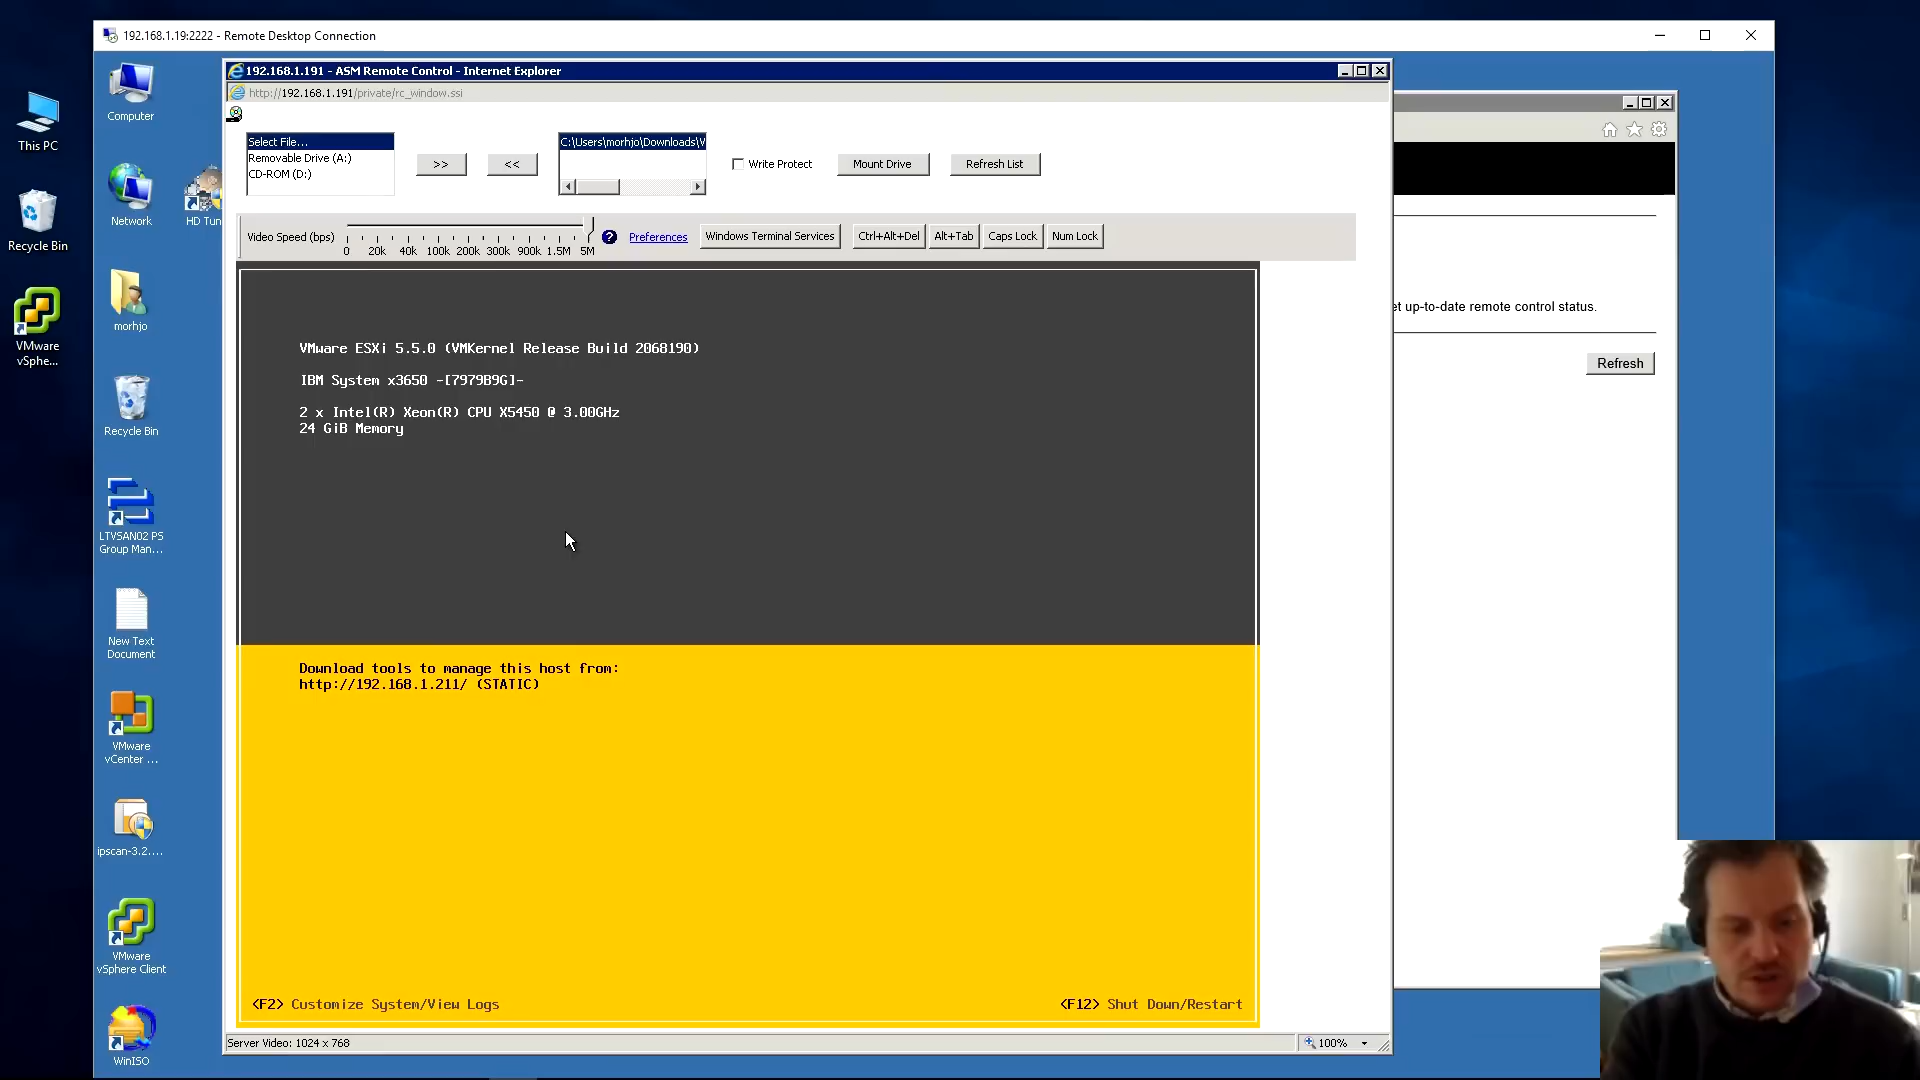 192.168.1.19:2222 - Remote Desktop Connection
This PC
Recycle Bin
VMware
vSphe...
Computer
Network
HD Tun
morhjo
Recycle Bin
LTVSAN02 PS
Group Man...
New Text
Document
VMware
vCenter ...
ipscan-3.2....
VMware
vSphere Client
WinISO
192.168.1.191 - ASM Remote Control - Internet Explorer
http://192.168.1.191/private/rc_window.ssi
Select File...
Removable Drive (A:)
CD-ROM (D:)
>>
<<
C:\Users\morhjo\Downloads\V
Write Protect
Mount Drive
Refresh List
Video Speed (bps)
0 20k 40k 100k 200k 300k 900k 1.5M 5M
Preferences
Windows Terminal Services
Ctrl+Alt+Del
Alt+Tab
Caps Lock
Num Lock
VMware ESXi 5.5.0 (VMKernel Release Build 2068190)
IBM System x3650 -[7979B9G]-
2 x Intel(R) Xeon(R) CPU X5450 @ 3.00GHz
24 GiB Memory
Download tools to manage this host from:
http://192.168.1.211/ (STATIC)
<F2> Customize System/View Logs
<F12> Shut Down/Restart
Server Video: 1024 x 768
100%
et up-to-date remote control status.
Refresh